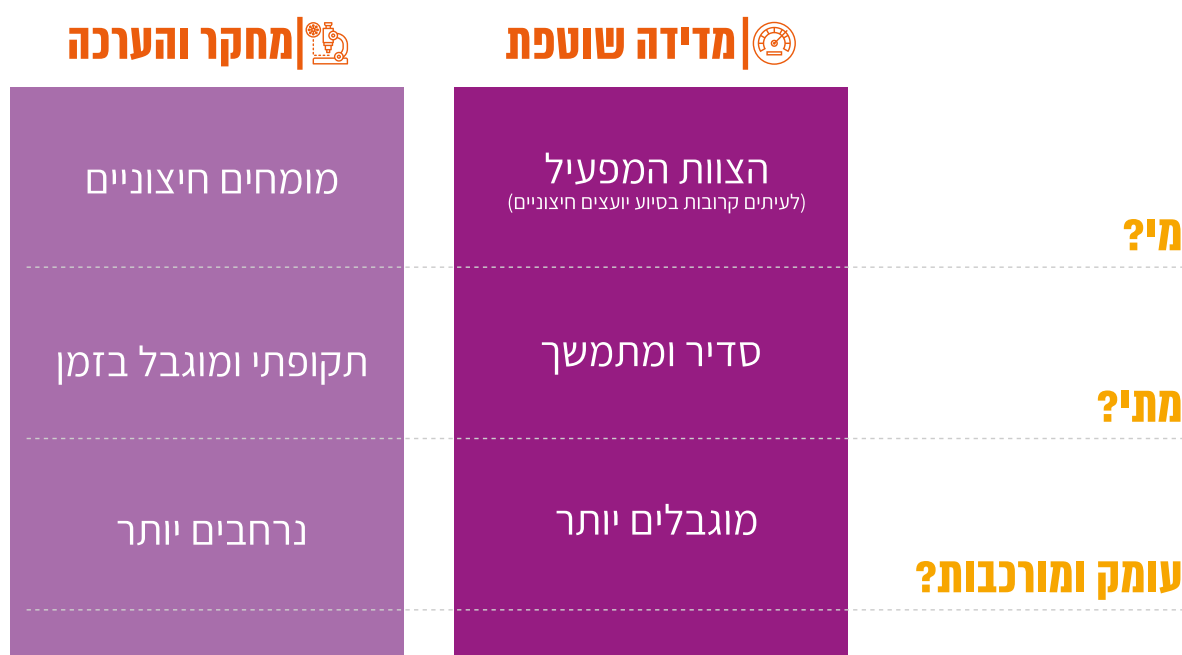 מדידה שוטפת
מחקר והערכה
מי?
הצוות המפעיל
(לעיתים קרובות בסיוע יועצים חיצוניים)
מומחים חיצוניים
מתי?
סדיר ומתמשך
תקופתי ומוגבל בזמן
עומק ומורכבות?
מוגבלים יותר
נרחבים יותר